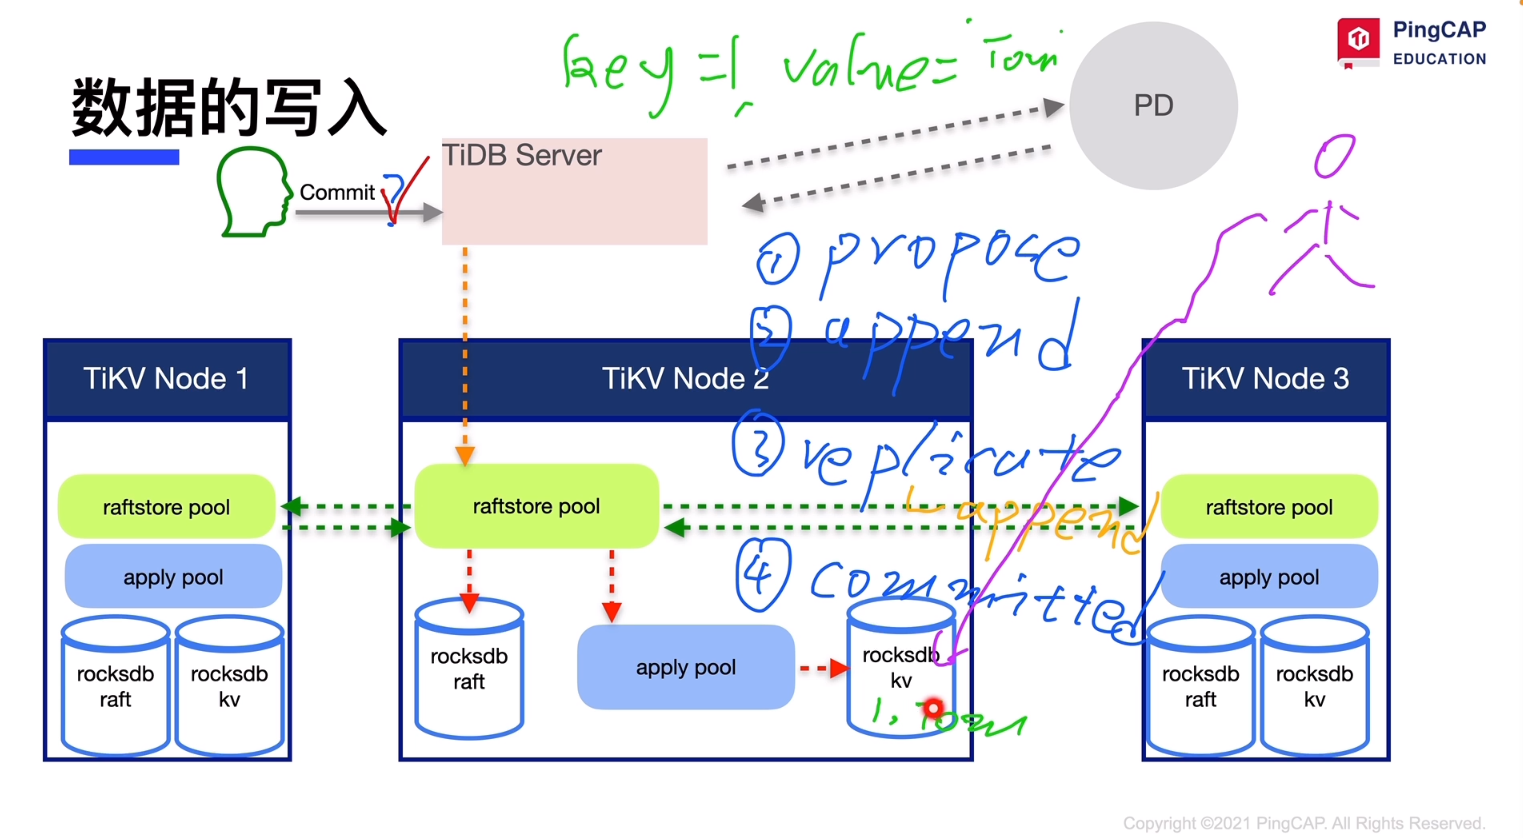 key=1, value=Tom
PingCAP
EDUCATION
数据的写入
PD
TiDB Server
Commit ?
① propose
② append
TiKV Node 1
TiKV Node 2
TiKV Node 3
③ replicate
raftstore pool
raftstore pool
append
raftstore pool
apply pool
④ committed
apply pool
rocksdb
raft
rocksdb
kv
rocksdb
raft
apply pool
rocksdb
kv
1, Tom
rocksdb
raft
rocksdb
kv
Copyright ©2021 PingCAP. All Rights Reserved.